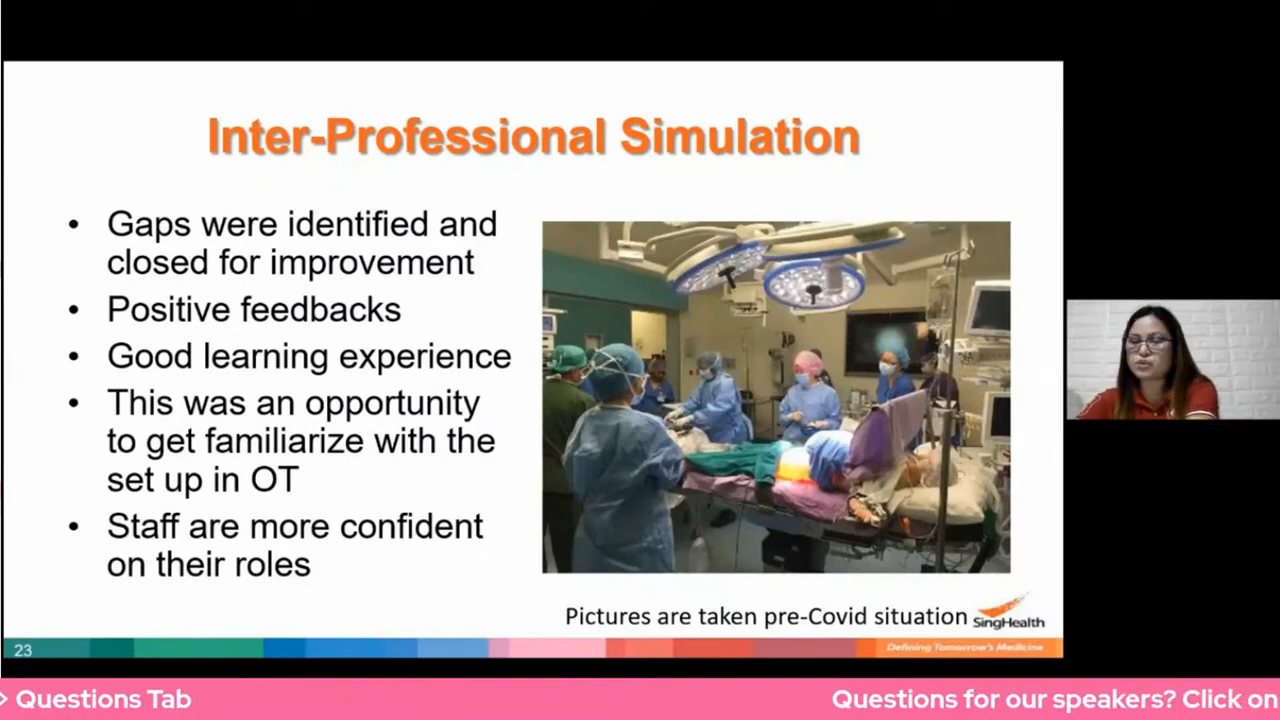 Inter-Professional Simulation
• Gaps were identified and
closed for improvement
• Positive feedbacks
• Good learning experience
• This was an opportunity
to get familiarize with the
set up in OT
• Staff are more confident
on their roles
Pictures are taken pre-Covid situation
SingHealth
23
Defining Tomorrow's Medicine
> Questions Tab
Questions for our speakers? Click on